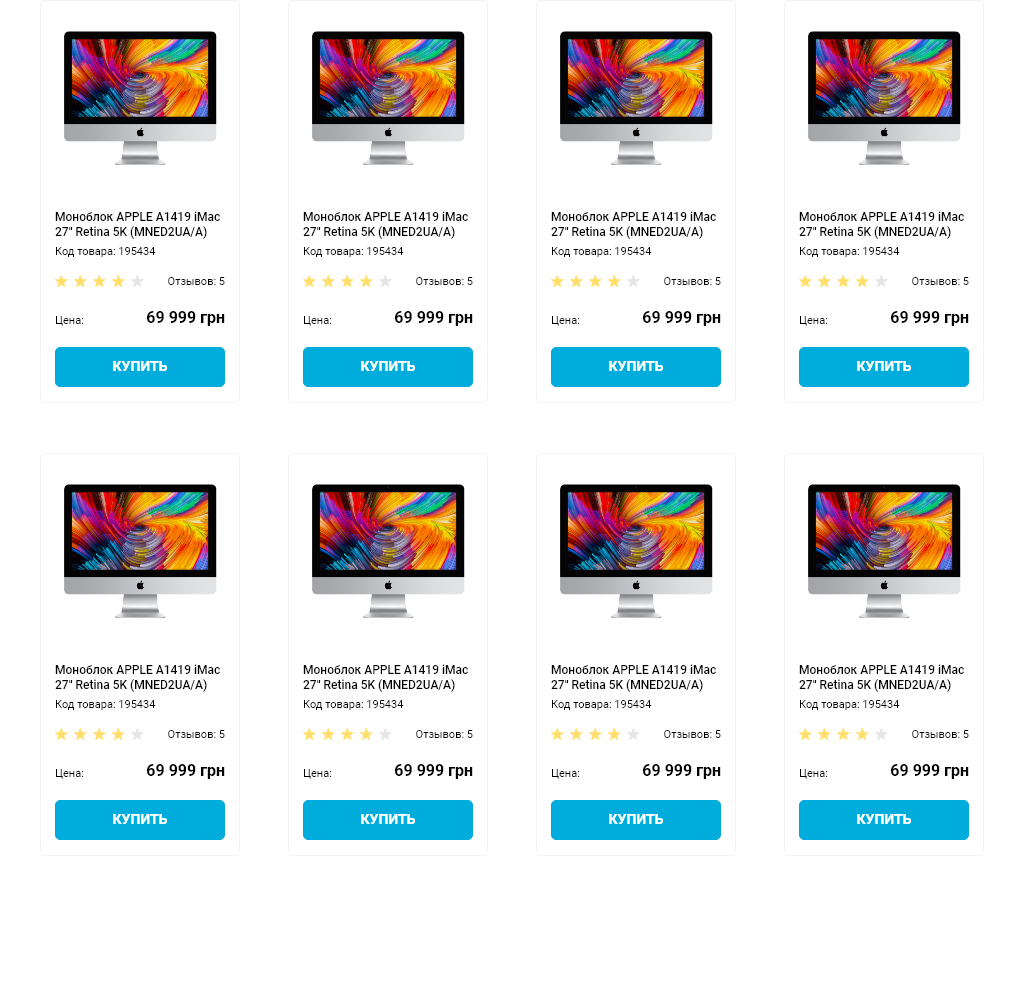 Моноблок APPLE A1419 iMac
27" Retina 5K (MNED2UA/A)
Код товара: 195434
Отзывов: 5
Цена: 69 999 грн
КУПИТЬ
Моноблок APPLE A1419 iMac
27" Retina 5K (MNED2UA/A)
Код товара: 195434
Отзывов: 5
Цена: 69 999 грн
КУПИТЬ
Моноблок APPLE A1419 iMac
27" Retina 5K (MNED2UA/A)
Код товара: 195434
Отзывов: 5
Цена: 69 999 грн
КУПИТЬ
Моноблок APPLE A1419 iMac
27" Retina 5K (MNED2UA/A)
Код товара: 195434
Отзывов: 5
Цена: 69 999 грн
КУПИТЬ
Моноблок APPLE A1419 iMac
27" Retina 5K (MNED2UA/A)
Код товара: 195434
Отзывов: 5
Цена: 69 999 грн
КУПИТЬ
Моноблок APPLE A1419 iMac
27" Retina 5K (MNED2UA/A)
Код товара: 195434
Отзывов: 5
Цена: 69 999 грн
КУПИТЬ
Моноблок APPLE A1419 iMac
27" Retina 5K (MNED2UA/A)
Код товара: 195434
Отзывов: 5
Цена: 69 999 грн
КУПИТЬ
Моноблок APPLE A1419 iMac
27" Retina 5K (MNED2UA/A)
Код товара: 195434
Отзывов: 5
Цена: 69 999 грн
КУПИТЬ